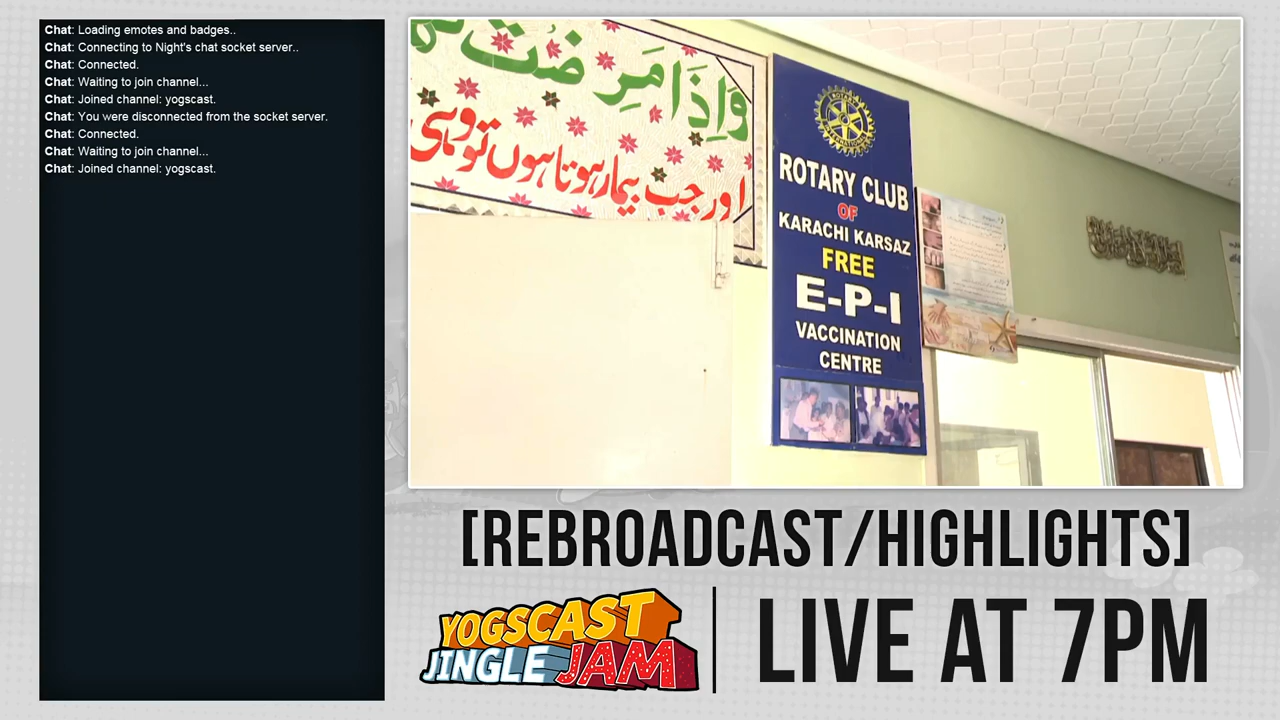 Chat: Loading emotes and badges..
Chat: Connecting to Night's chat socket server..
Chat: Connected.
Chat: Waiting to join channel...
Chat: Joined channel: yogscast.
Chat: You were disconnected from the socket server.
Chat: Connected.
Chat: Waiting to join channel...
Chat: Joined channel: yogscast.
وَاِذَا مَرِضْتُ
اور جب بیمار ہوتا ہوں تو وہی
ROTARY
INTERNATIONAL
ROTARY CLUB
OF
KARACHI KARSAZ
FREE
E-P-I
VACCINATION
CENTRE
[REBROADCAST/HIGHLIGHTS]
YOGSCAST
JINGLE JAM
LIVE AT 7PM